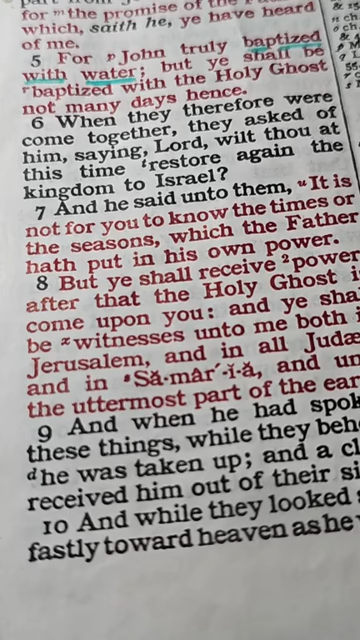 for ᵐthe promise of the
which, saith he, ye have heard
of me.
5 For ⁿJohn truly baptized
with water; but ye shall be
baptized with the Holy Ghost
not many days hence.
6 When they therefore were
come together, they asked of
him, saying, Lord, wilt thou at
this time ᵗrestore again the
kingdom to Israel?
7 And he said unto them, ᵘIt is
not for you to know the times or
the seasons, which the Father
hath put in his own power.
8 But ye shall receive ²power
after that the Holy Ghost
come upon you: and ye sha
be ˣwitnesses unto me both
Jerusalem, and in all Judæ
and in Să-mâr´-ĭ-ă, and un
the uttermost part of the ear
9 And when he had spok
these things, while they beh
ᵈhe was taken up; and a cl
received him out of their si
10 And while they looked
fastly toward heaven as he